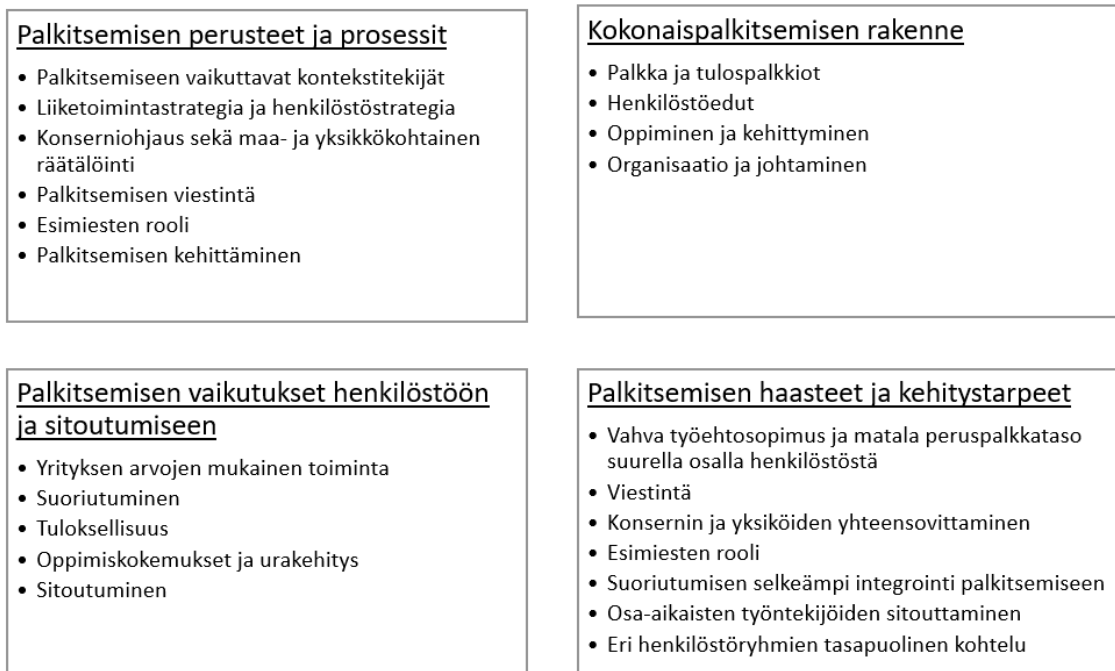 Palkitsemisen perusteet ja prosessit
• Palkitsemiseen vaikuttavat kontekstitekijät
• Liiketoimintastrategia ja henkilöstöstrategia
• Konserniohjaus sekä maa- ja yksikkökohtainen
räätälöinti
• Palkitsemisen viestintä
• Esimiesten rooli
• Palkitsemisen kehittäminen
Kokonaispalkitsemisen rakenne
• Palkka ja tulospalkkiot
• Henkilöstöedut
• Oppiminen ja kehittyminen
• Organisaatio ja johtaminen
Palkitsemisen vaikutukset henkilöstöön
ja sitoutumiseen
• Yrityksen arvojen mukainen toiminta
• Suoriutuminen
• Tuloksellisuus
• Oppimiskokemukset ja urakehitys
• Sitoutuminen
Palkitsemisen haasteet ja kehitystarpeet
• Vahva työehtosopimus ja matala peruspalkkataso
suurella osalla henkilöstöstä
• Viestintä
• Konsernin ja yksiköiden yhteensovittaminen
• Esimiesten rooli
• Suoriutumisen selkeämpi integrointi palkitsemiseen
• Osa-aikaisten työntekijöiden sitouttaminen
• Eri henkilöstöryhmien tasapuolinen kohtelu